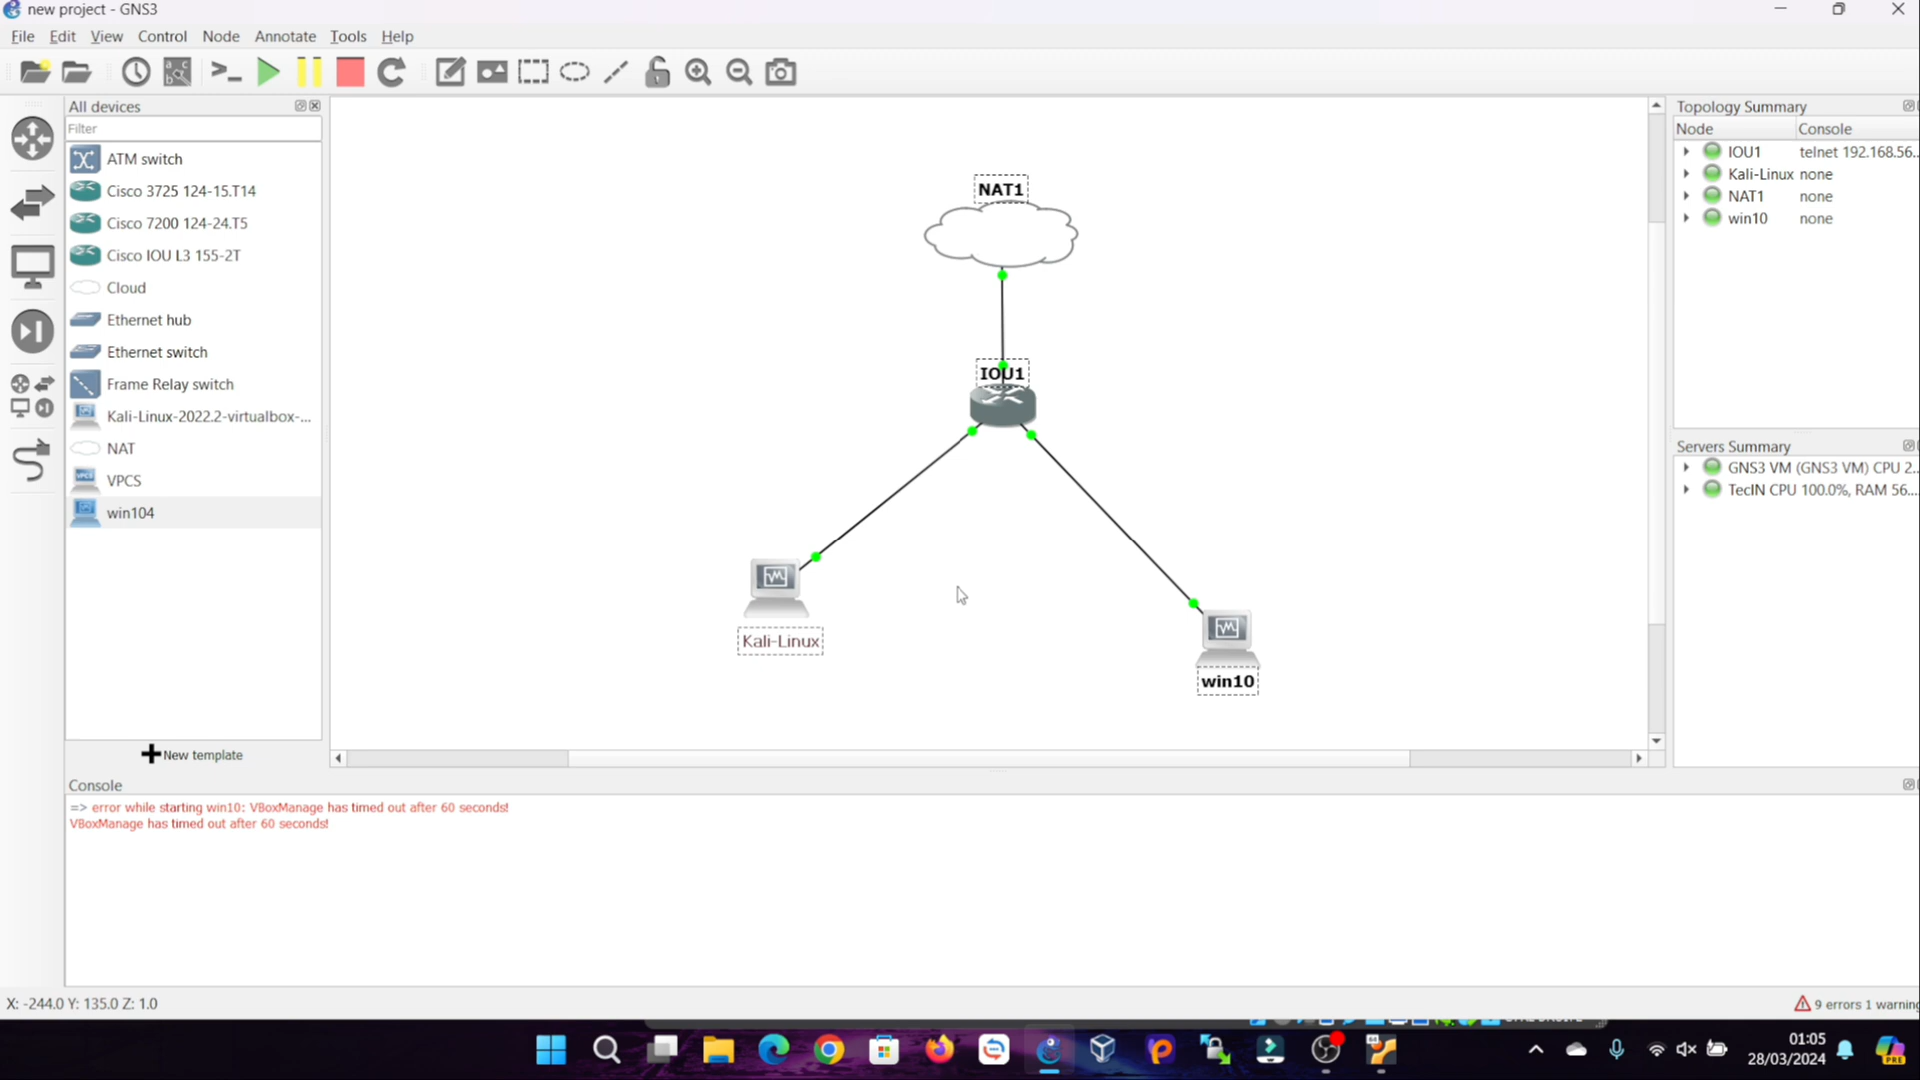 new project - GNS3
File Edit View Control Node Annotate Tools Help
All devices
Filter
ATM switch
Cisco 3725 124-15.T14
Cisco 7200 124-24.T5
Cisco IOU L3 155-2T
Cloud
Ethernet hub
Ethernet switch
Frame Relay switch
Kali-Linux-2022.2-virtualbox-...
NAT
VPCS
win104
New template
NAT1
IOU1
Kali-Linux
win10
Topology Summary
Node Console
IOU1 telnet 192.168.56...
Kali-Linux none
NAT1 none
win10 none
Servers Summary
GNS3 VM (GNS3 VM) CPU 2...
TecIN CPU 100.0%, RAM 56....
Console
=> error while starting win10: VBoxManage has timed out after 60 seconds!
VBoxManage has timed out after 60 seconds!
X: -244.0 Y: 135.0 Z: 1.0
9 errors 1 warning
01:05
28/03/2024
PRE